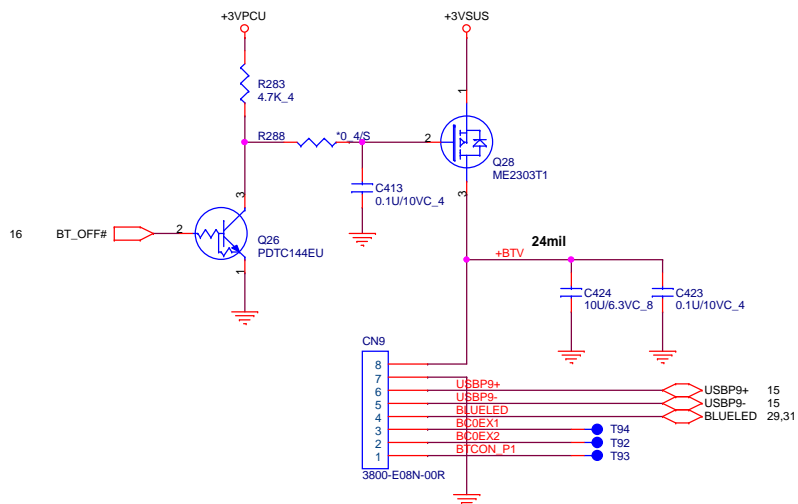 +3VPCU
+3VSUS
R283
4.7K_4
1
R288
*0_4/S
2
Q28
ME2303T1
C413
0.1U/10VC_4
3
3
16
BT_OFF#
2
Q26
PDTC144EU
1
24mil
+BTV
C424
10U/6.3VC_8
C423
0.1U/10VC_4
CN9
8
7
6
USBP9+
USBP9+
15
5
USBP9-
USBP9-
15
4
BLUELED
BLUELED
29,31
3
BC0EX1
T94
2
BC0EX2
T92
1
BTCON_P1
T93
3800-E08N-00R